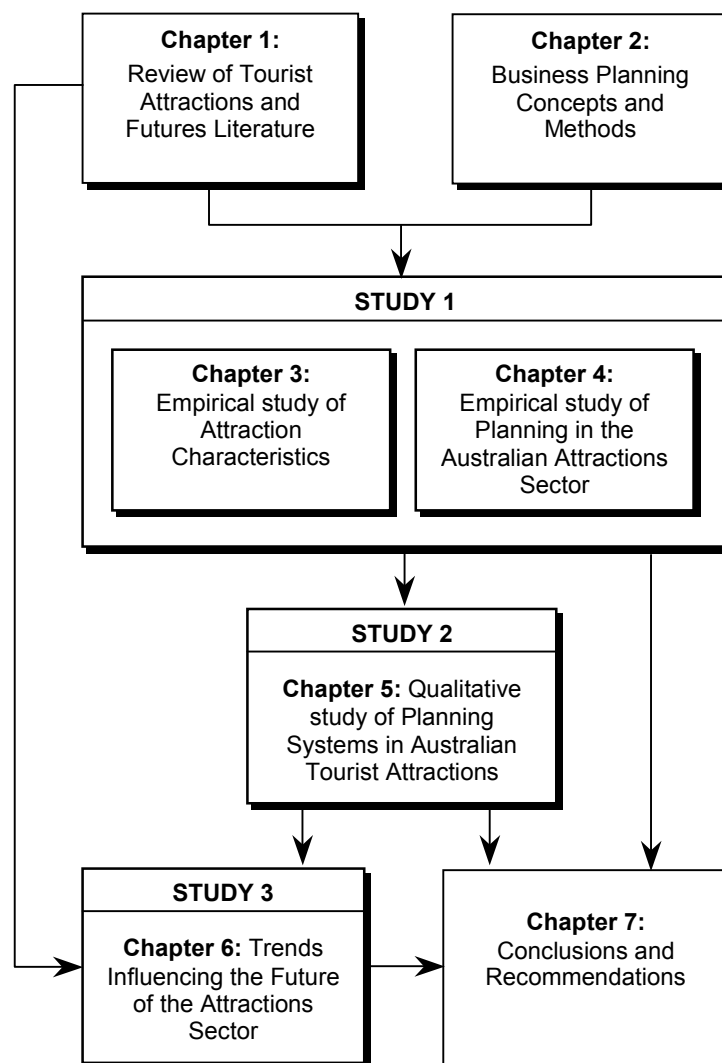 Chapter 1:
Review of Tourist
Attractions and
Futures Literature
Chapter 2:
Business Planning
Concepts and
Methods
STUDY 1
Chapter 3:
Empirical study of
Attraction
Characteristics
Chapter 4:
Empirical study of
Planning in the
Australian Attractions
Sector
STUDY 2
Chapter 5: Qualitative
study of Planning
Systems in Australian
Tourist Attractions
STUDY 3
Chapter 6: Trends
Influencing the Future
of the Attractions
Sector
Chapter 7:
Conclusions and
Recommendations